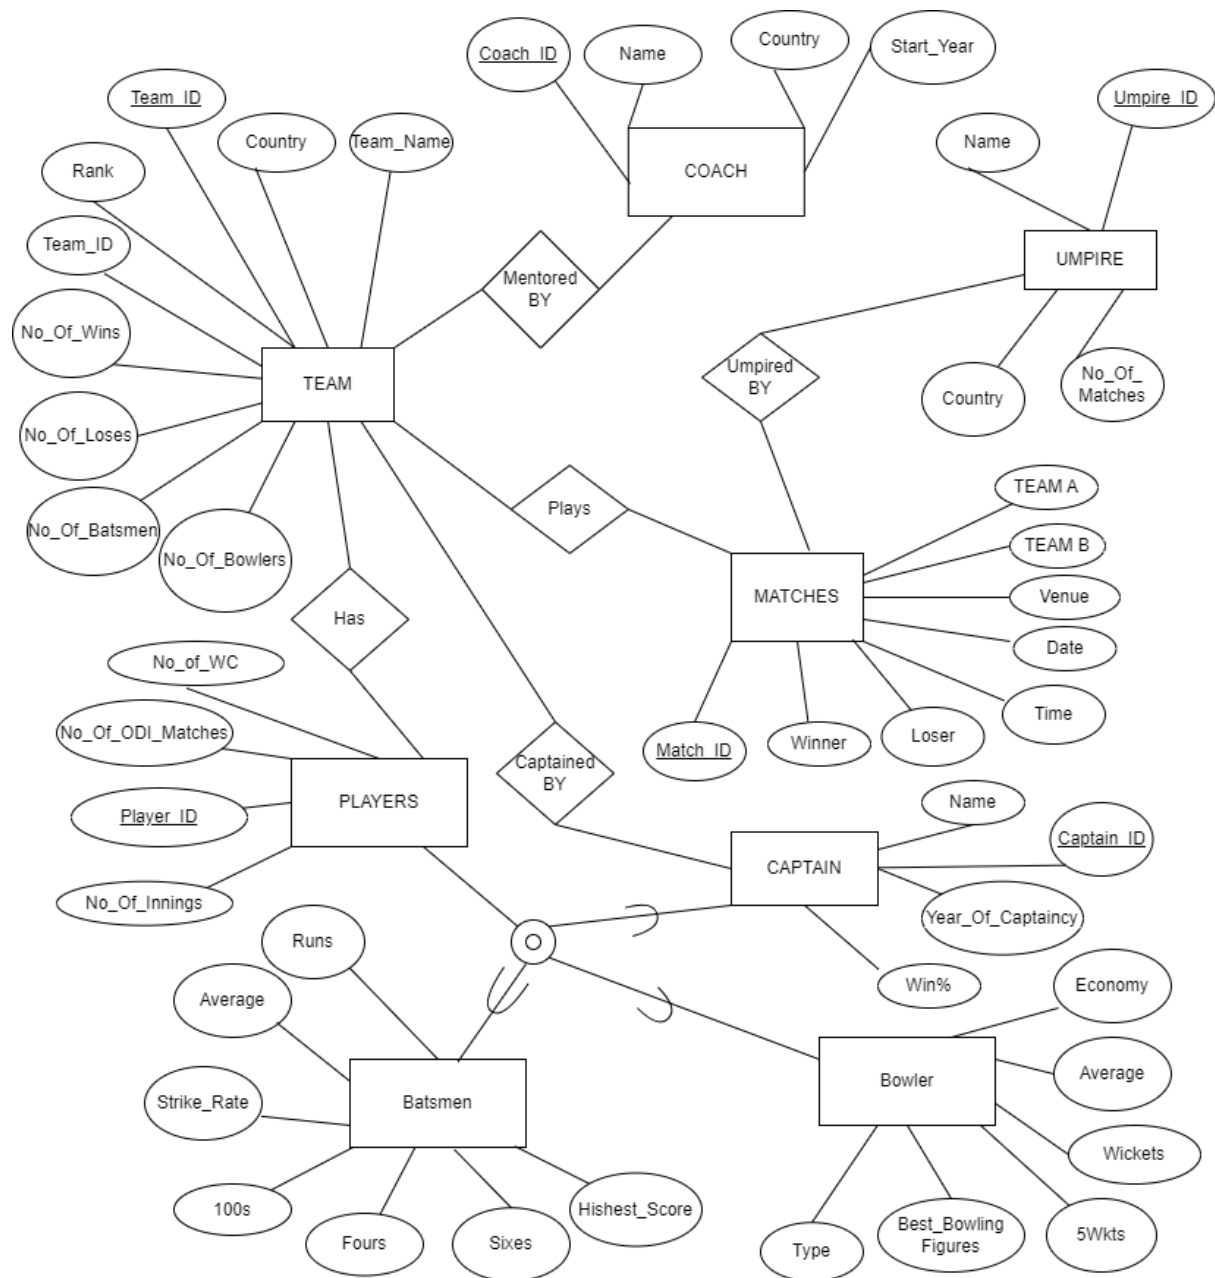 Coach_ID
Name
Country
Start_Year
Team_ID
Country
Team_Name
Umpire_ID
Name
Rank
COACH
Team_ID
Mentored
BY
UMPIRE
No_Of_Wins
TEAM
Umpired
BY
Country
No_Of_
Matches
No_Of_Loses
No_Of_Batsmen
No_Of_Bowlers
Plays
TEAM A
TEAM B
Venue
Date
Time
MATCHES
Has
No_of_WC
No_Of_ODI_Matches
Match_ID
Winner
Loser
Captained
BY
PLAYERS
Player_ID
No_Of_Innings
Name
Captain_ID
CAPTAIN
Year_Of_Captaincy
Win%
Runs
Average
Strike_Rate
Batsmen
100s
Fours
Sixes
Hishest_Score
Economy
Bowler
Average
Wickets
Type
Best_Bowling
Figures
5Wkts